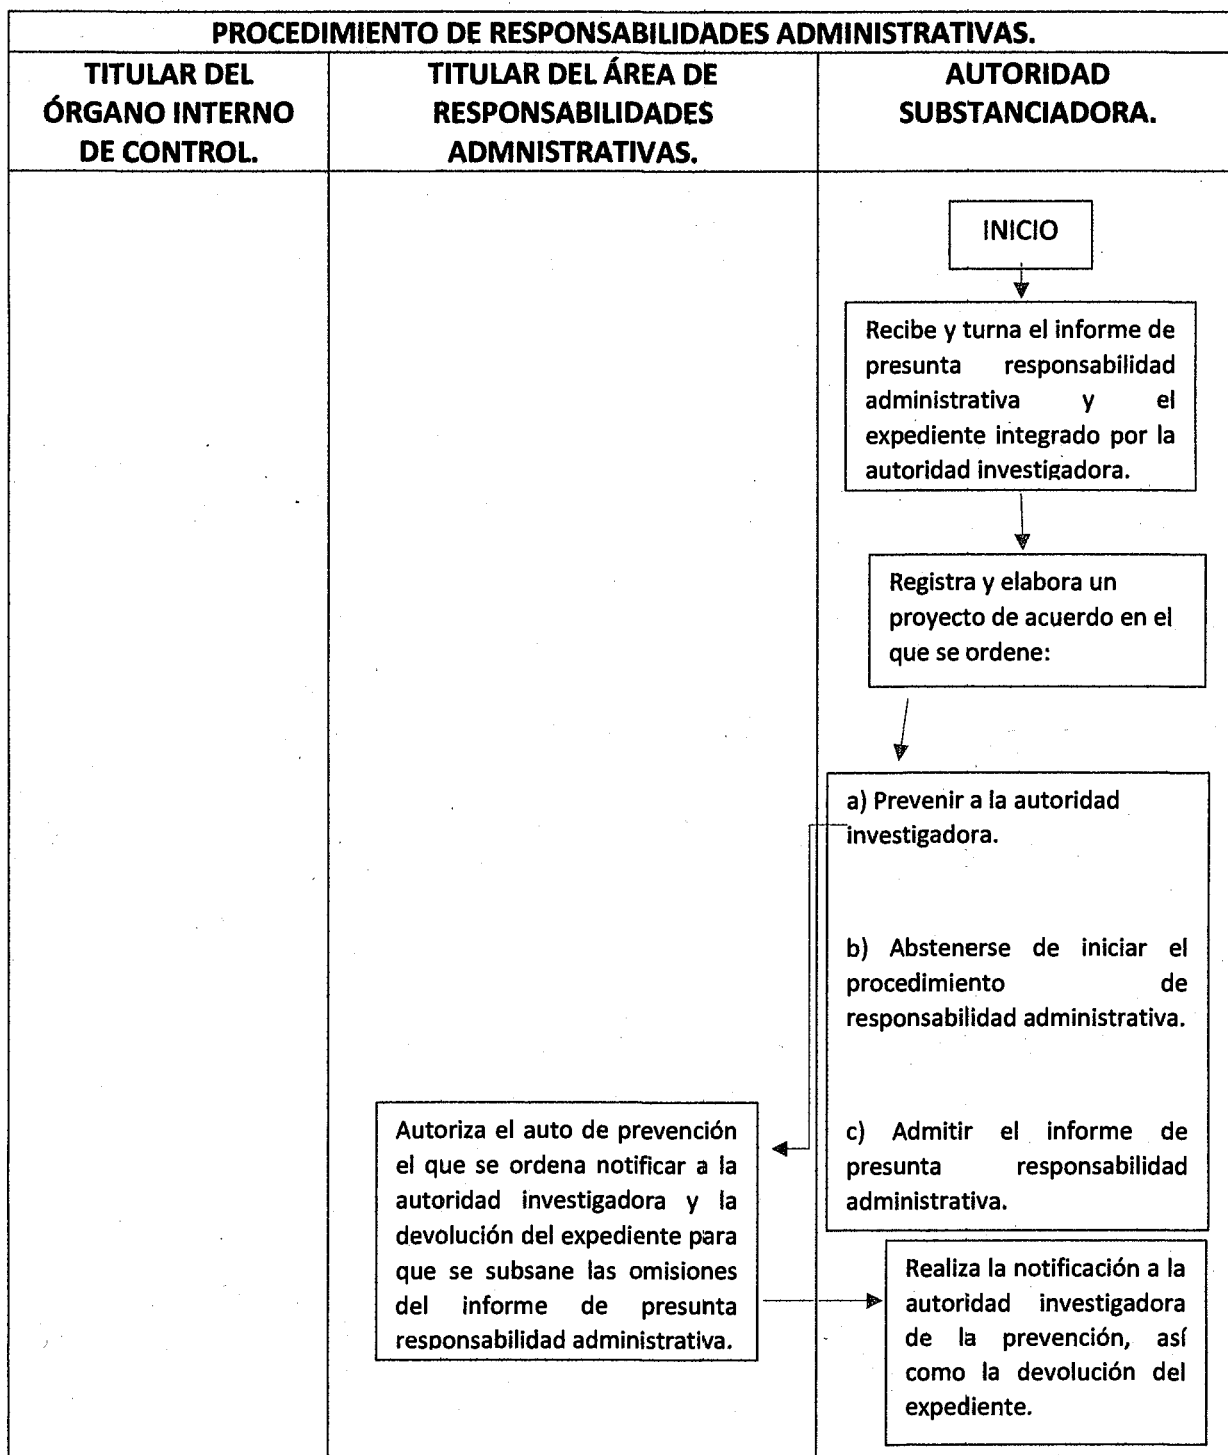 PROCEDIMIENTO DE RESPONSABILIDADES ADMINISTRATIVAS.
TITULAR DEL
ÓRGANO INTERNO
DE CONTROL.
TITULAR DEL ÁREA DE
RESPONSABILIDADES
ADMNISTRATIVAS.
AUTORIDAD
SUBSTANCIADORA.
INICIO
Recibe y turna el informe de
presunta responsabilidad
administrativa y el
expediente integrado por la
autoridad investigadora.
Registra y elabora un
proyecto de acuerdo en el
que se ordene:
a) Prevenir a la autoridad
investigadora.
b) Abstenerse de iniciar el
procedimiento de
responsabilidad administrativa.
c) Admitir el informe de
presunta responsabilidad
administrativa.
Autoriza el auto de prevención
el que se ordena notificar a la
autoridad investigadora y la
devolución del expediente para
que se subsane las omisiones
del informe de presunta
responsabilidad administrativa.
Realiza la notificación a la
autoridad investigadora
de la prevención, así
como la devolución del
expediente.